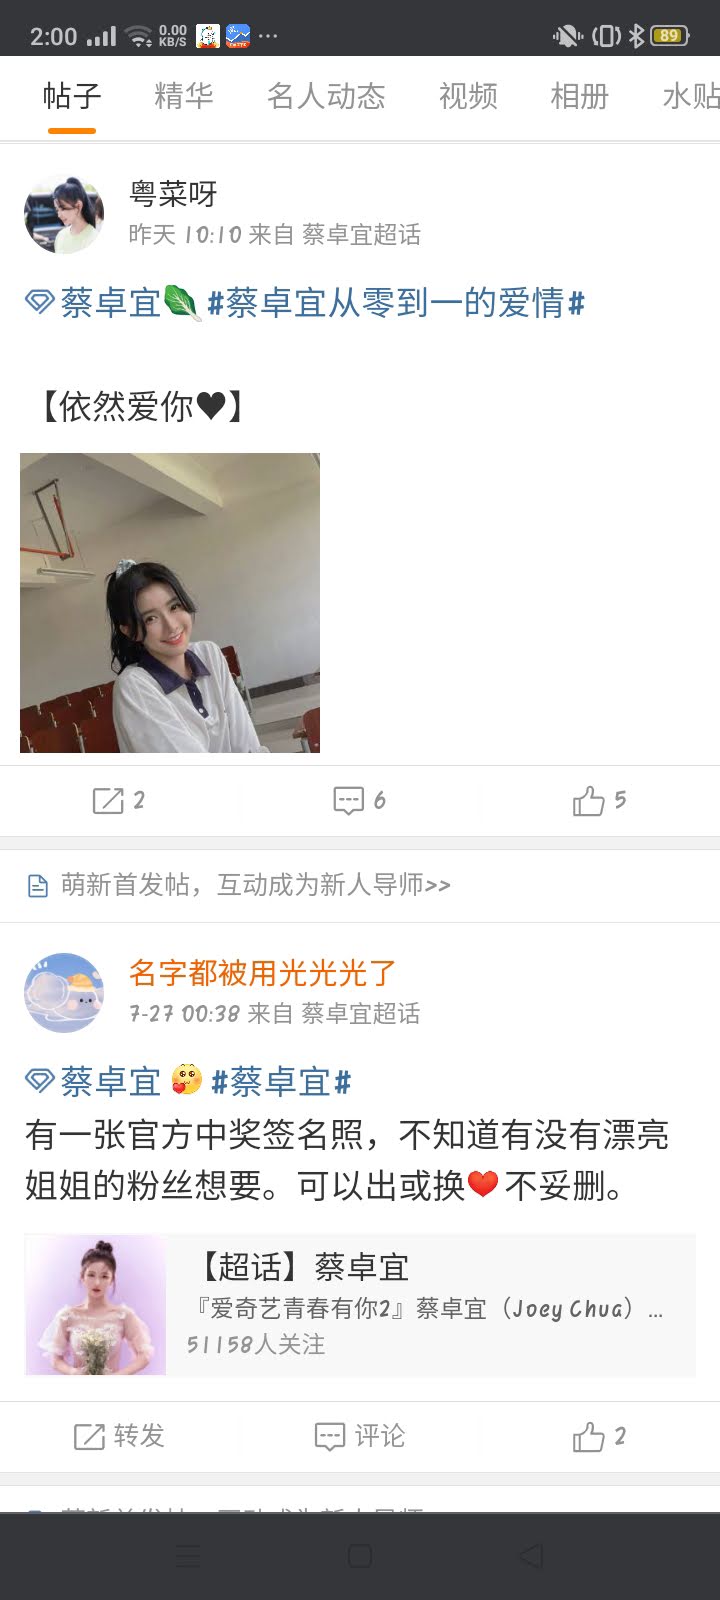 2:00 0.00 KB/S 89
帖子 精华 名人动态 视频 相册 水贴
粤菜呀
昨天 10:10 来自 蔡卓宜超话
蔡卓宜🥬#蔡卓宜从零到一的爱情#
【依然爱你♥】
2 6 5
萌新首发帖，互动成为新人导师>>
名字都被用光光光了
7-27 00:38 来自 蔡卓宜超话
蔡卓宜 🥰 #蔡卓宜#
有一张官方中奖签名照，不知道有没有漂亮
姐姐的粉丝想要。可以出或换❤️不妥删。
【超话】蔡卓宜
『爱奇艺青春有你2』蔡卓宜（Joey Chua）...
51158人关注
转发 评论 2